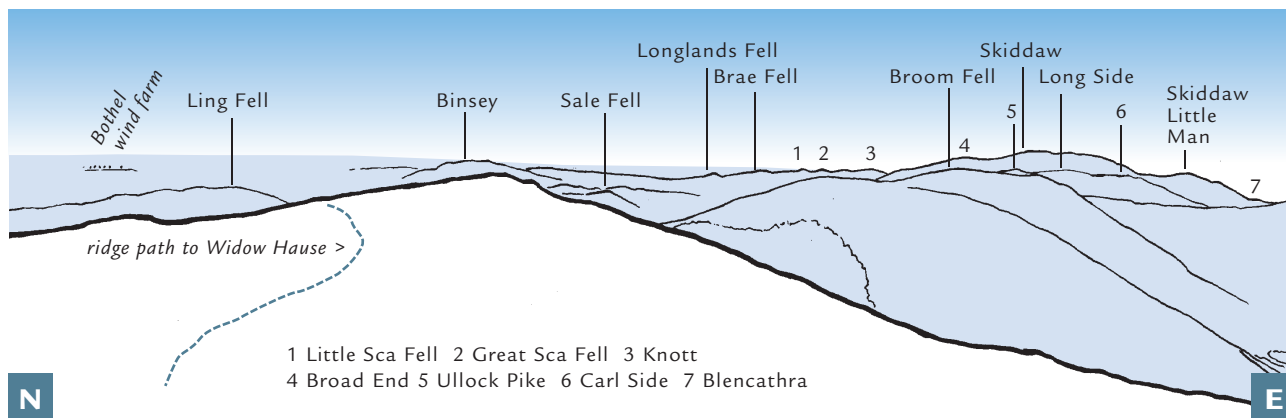 Bothel
wind farm
Ling Fell
Binsey
Sale Fell
Longlands Fell
Brae Fell
Skiddaw
Broom Fell
Long Side
Skiddaw
Little
Man
1 2 3 4 5 6 7
ridge path to Widow Hause >
1 Little Sca Fell 2 Great Sca Fell 3 Knott
4 Broad End 5 Ullock Pike 6 Carl Side 7 Blencathra
N
E